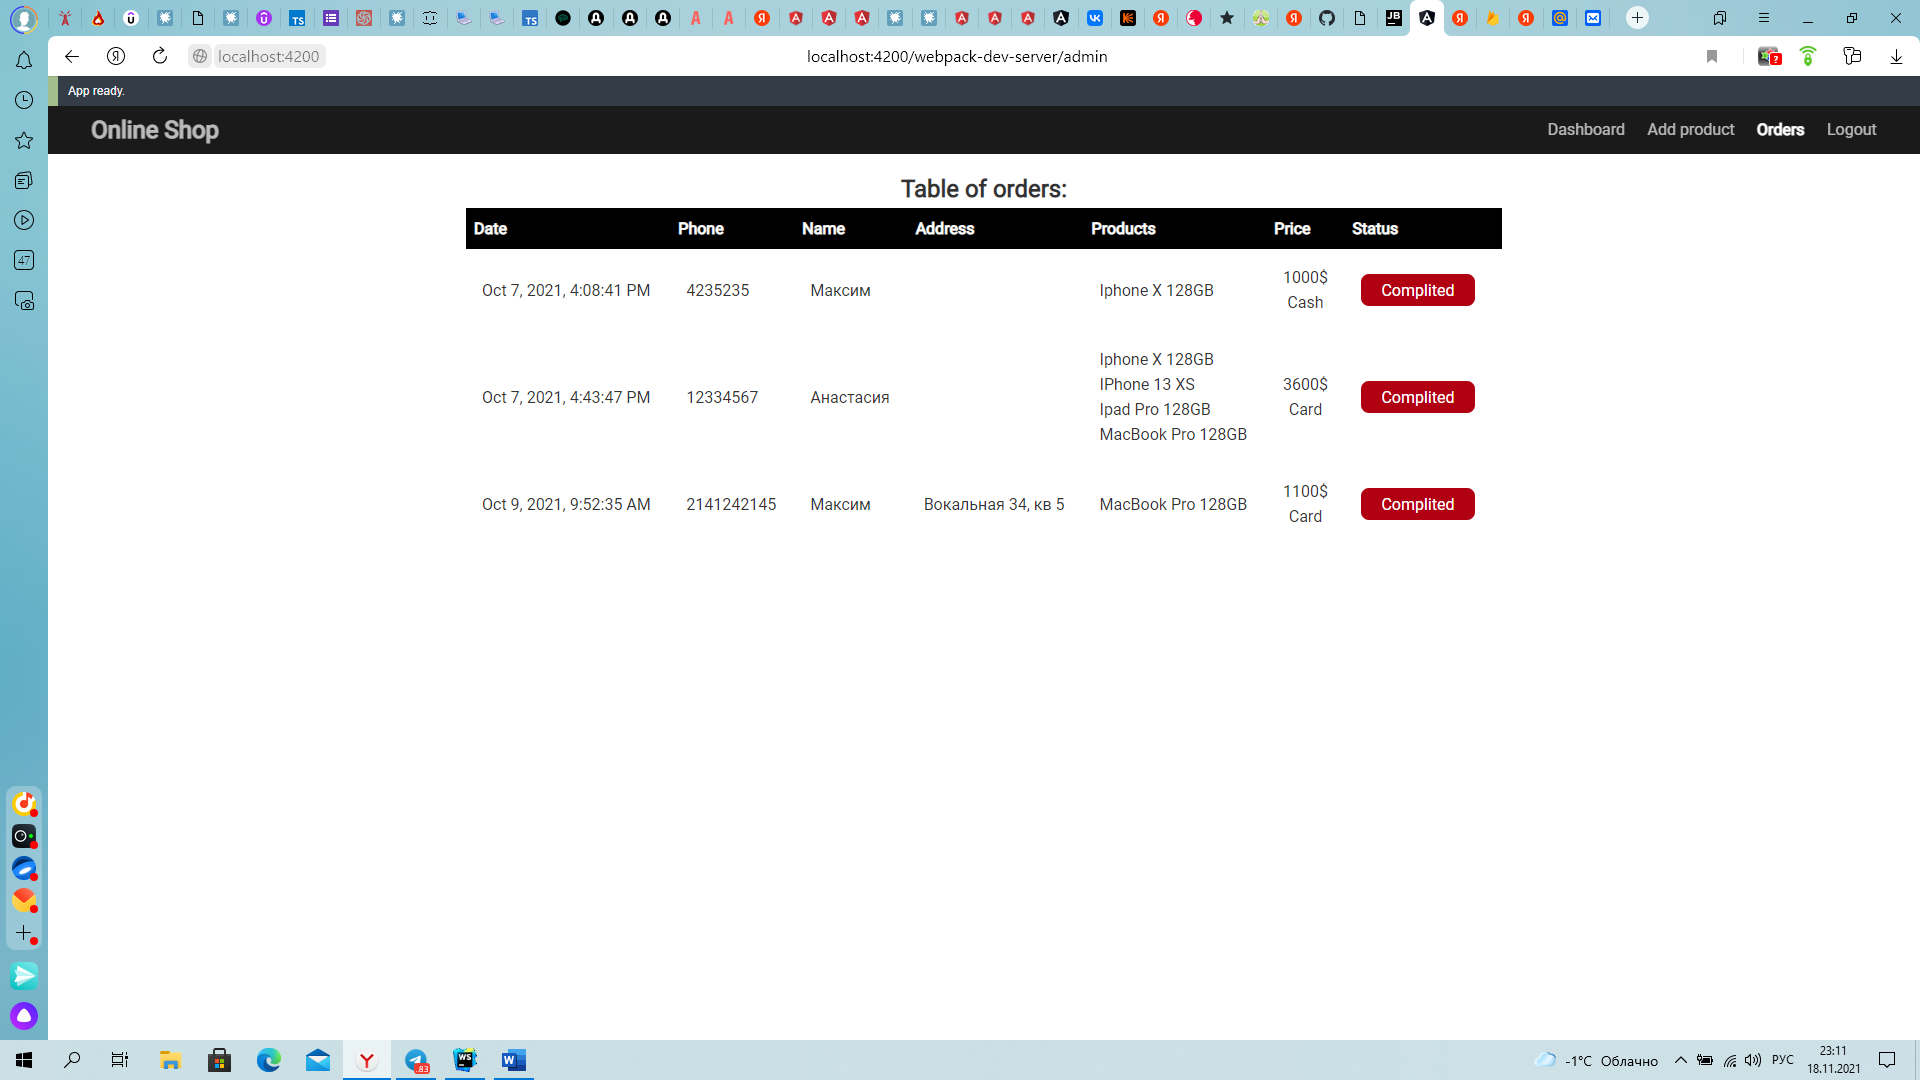 localhost:4200
localhost:4200/webpack-dev-server/admin
App ready.
Online Shop
Dashboard Add product Orders Logout
Table of orders:
Date Phone Name Address Products Price Status
Oct 7, 2021, 4:08:41 PM 4235235 Максим Iphone X 128GB 1000$ Complited
Cash
Iphone X 128GB
IPhone 13 XS
Oct 7, 2021, 4:43:47 PM 12334567 Анастасия 3600$ Complited
Ipad Pro 128GB Card
MacBook Pro 128GB
Oct 9, 2021, 9:52:35 AM 2141242145 Максим Вокальная 34, кв 5 MacBook Pro 128GB 1100$ Complited
Card
47
83
-1°C Облачно
РУС
23:11
18.11.2021